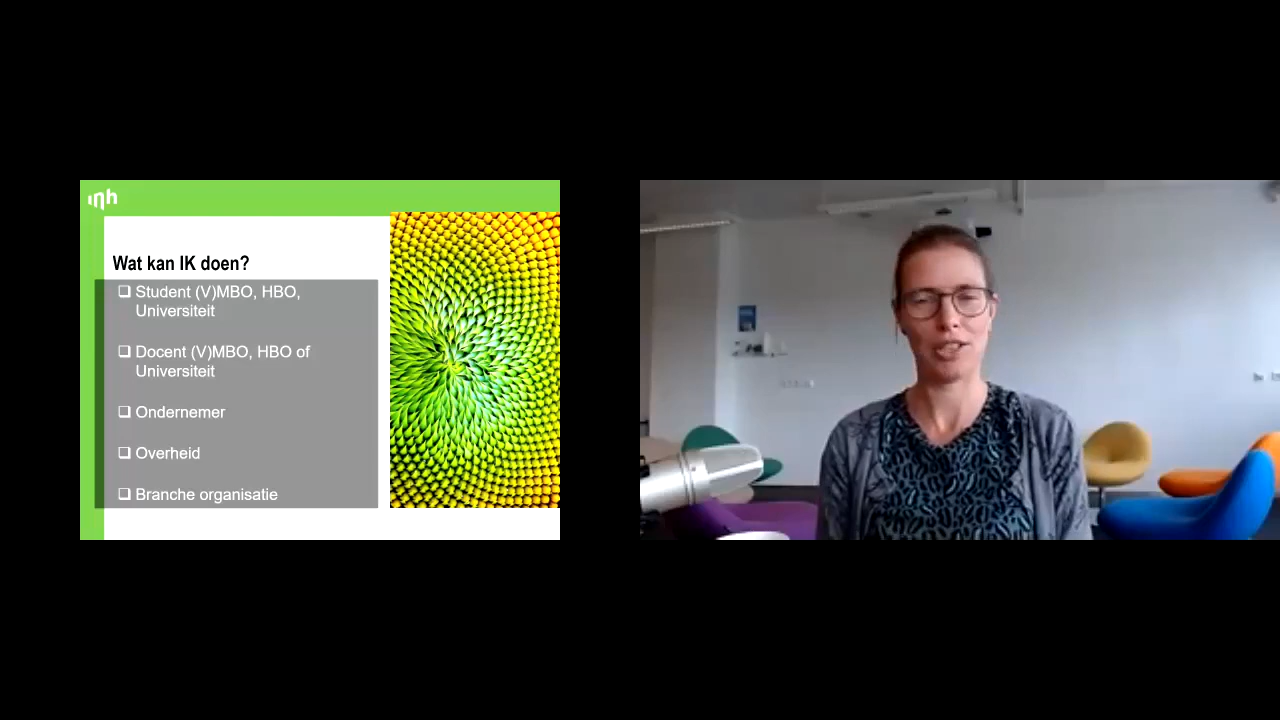 inh
Wat kan IK doen?
Student (V)MBO, HBO,
Universiteit
Docent (V)MBO, HBO of
Universiteit
Ondernemer
Overheid
Branche organisatie